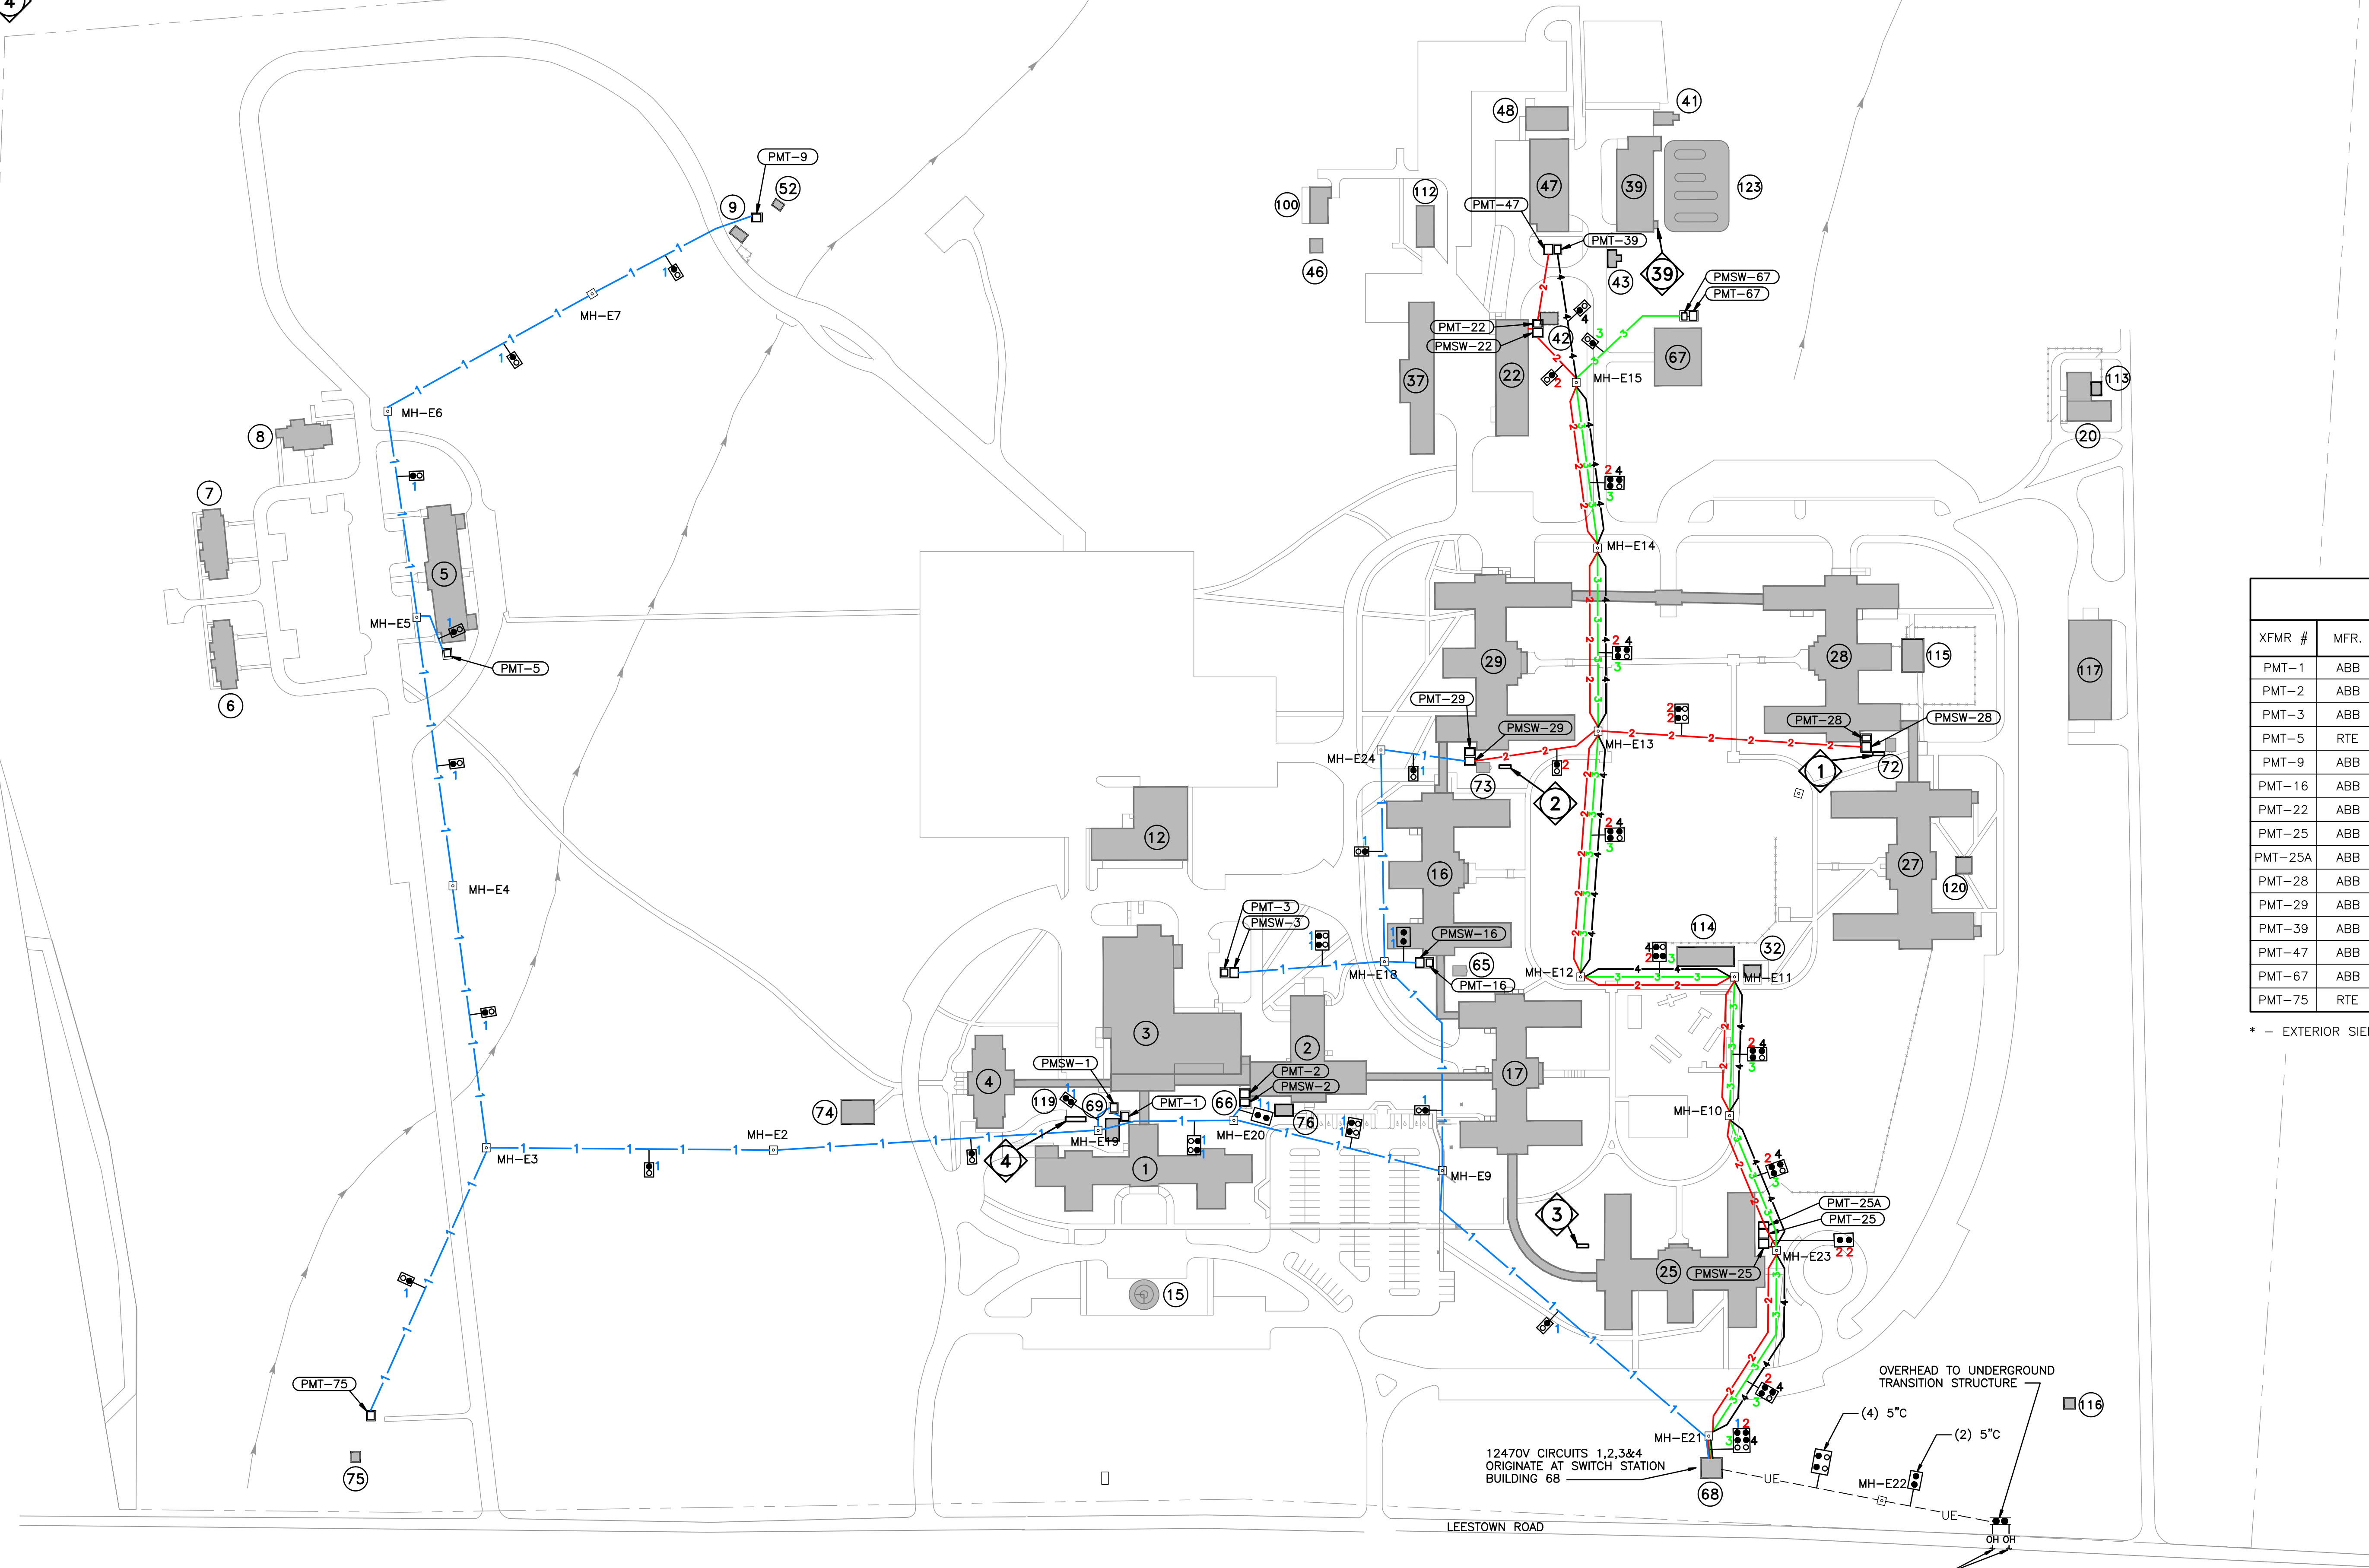 4
PMT-9
52
9
MH-E7
MH-E6
8
7
5
MH-E5
PMT-5
6
MH-E4
MH-E3
MH-E2
PMT-75
75
48
41
47
39
123
112
100
46
PMT-47
PMT-39
43
39
PMSW-67
PMT-67
PMT-22
PMSW-22
42
37
22
67
MH-E15
113
20
MH-E14
29
28
115
117
PMT-29
PMSW-29
PMT-28
PMSW-28
MH-E13
MH-E24
73
2
1
72
12
16
27
120
PMT-3
PMSW-3
PMSW-16
114
32
MH-E18
65
PMT-16
MH-E12
MH-E11
3
2
17
4
PMSW-1
PMT-2
PMSW-2
74
119
69
PMT-1
66
76
MH-E10
4
MH-E19
MH-E20
1
MH-E9
3
PMT-25A
PMT-25
MH-E23
25
PMSW-25
15
OVERHEAD TO UNDERGROUND
TRANSITION STRUCTURE
116
(4) 5"C
(2) 5"C
MH-E21
12470V CIRCUITS 1,2,3&4
ORIGINATE AT SWITCH STATION
BUILDING 68
68
UE
MH-E22
UE
OH OH
LEESTOWN ROAD
XFMR # MFR.
PMT-1 ABB
PMT-2 ABB
PMT-3 ABB
PMT-5 RTE
PMT-9 ABB
PMT-16 ABB
PMT-22 ABB
PMT-25 ABB
PMT-25A ABB
PMT-28 ABB
PMT-29 ABB
PMT-39 ABB
PMT-47 ABB
PMT-67 ABB
PMT-75 RTE
* - EXTERIOR